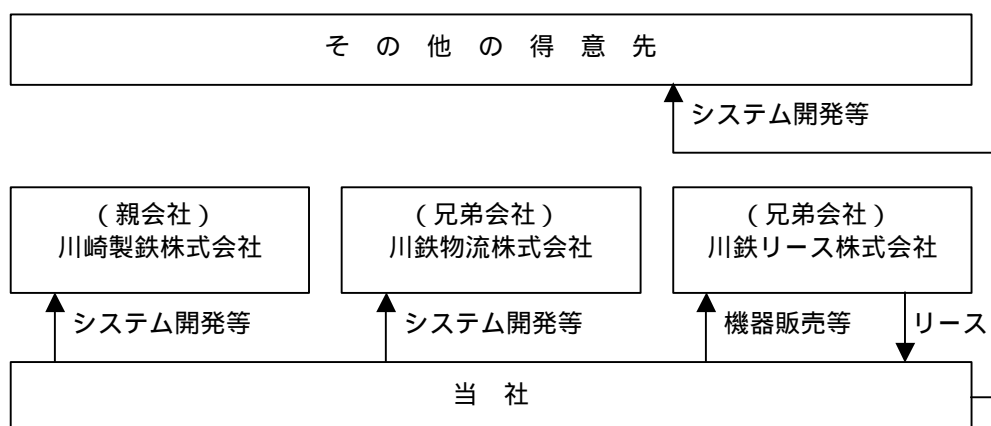 そ の 他 の 得 意 先
システム開発等
（親会社）
川崎製鉄株式会社
（兄弟会社）
川鉄物流株式会社
（兄弟会社）
川鉄リース株式会社
システム開発等
システム開発等
機器販売等
リース
当 社